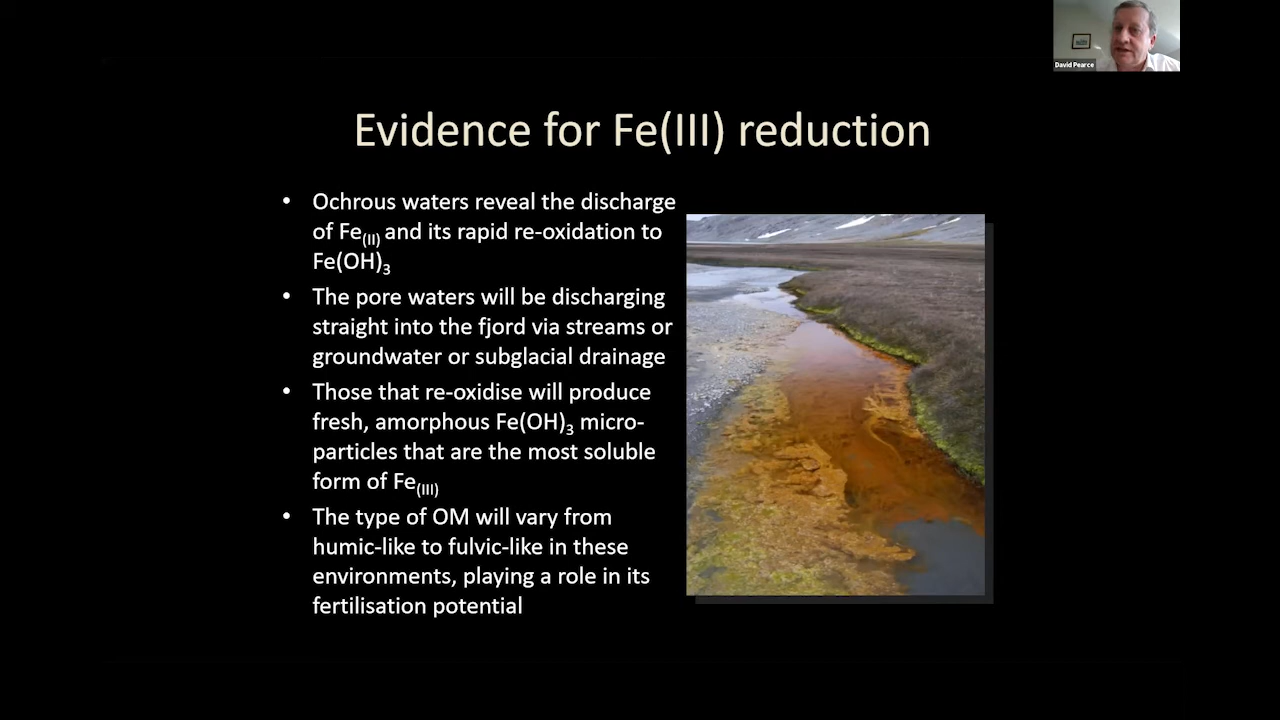 David Pearce
Evidence for Fe(III) reduction
• Ochrous waters reveal the discharge
of Fe(II) and its rapid re-oxidation to
Fe(OH)3
• The pore waters will be discharging
straight into the fjord via streams or
groundwater or subglacial drainage
• Those that re-oxidise will produce
fresh, amorphous Fe(OH)3 micro-
particles that are the most soluble
form of Fe(III)
• The type of OM will vary from
humic-like to fulvic-like in these
environments, playing a role in its
fertilisation potential